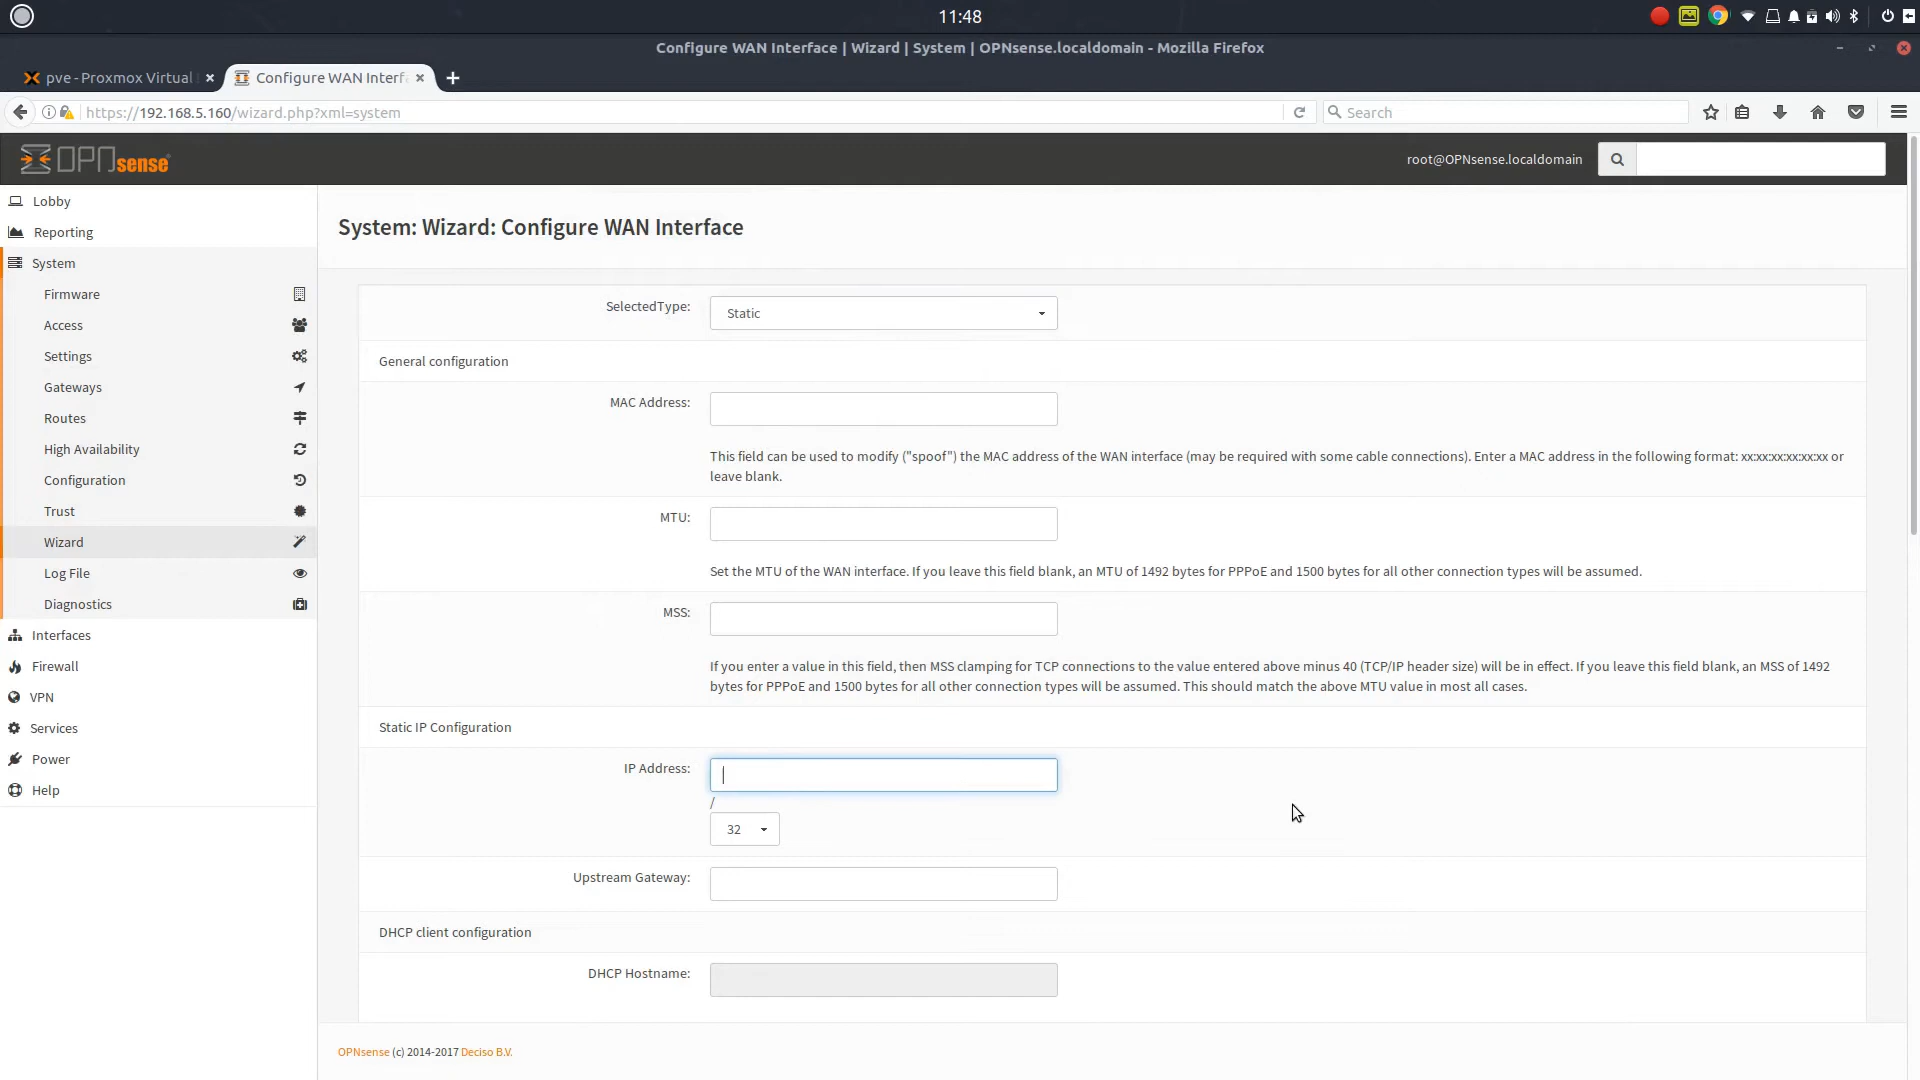 11:48
Configure WAN Interface | Wizard | System | OPNsense.localdomain - Mozilla Firefox
pve - Proxmox Virtual
Configure WAN Interf
https://192.168.5.160/wizard.php?xml=system
Search
OPNsense
root@OPNsense.localdomain
Lobby
Reporting
System
Firmware
Access
Settings
Gateways
Routes
High Availability
Configuration
Trust
Wizard
Log File
Diagnostics
Interfaces
Firewall
VPN
Services
Power
Help
System: Wizard: Configure WAN Interface
SelectedType:
Static
General configuration
MAC Address:
This field can be used to modify ("spoof") the MAC address of the WAN interface (may be required with some cable connections). Enter a MAC address in the following format: xx:xx:xx:xx:xx:xx or
leave blank.
MTU:
Set the MTU of the WAN interface. If you leave this field blank, an MTU of 1492 bytes for PPPoE and 1500 bytes for all other connection types will be assumed.
MSS:
If you enter a value in this field, then MSS clamping for TCP connections to the value entered above minus 40 (TCP/IP header size) will be in effect. If you leave this field blank, an MSS of 1492
bytes for PPPoE and 1500 bytes for all other connection types will be assumed. This should match the above MTU value in most all cases.
Static IP Configuration
IP Address:
/
32
Upstream Gateway:
DHCP client configuration
DHCP Hostname:
OPNsense (c) 2014-2017 Deciso B.V.